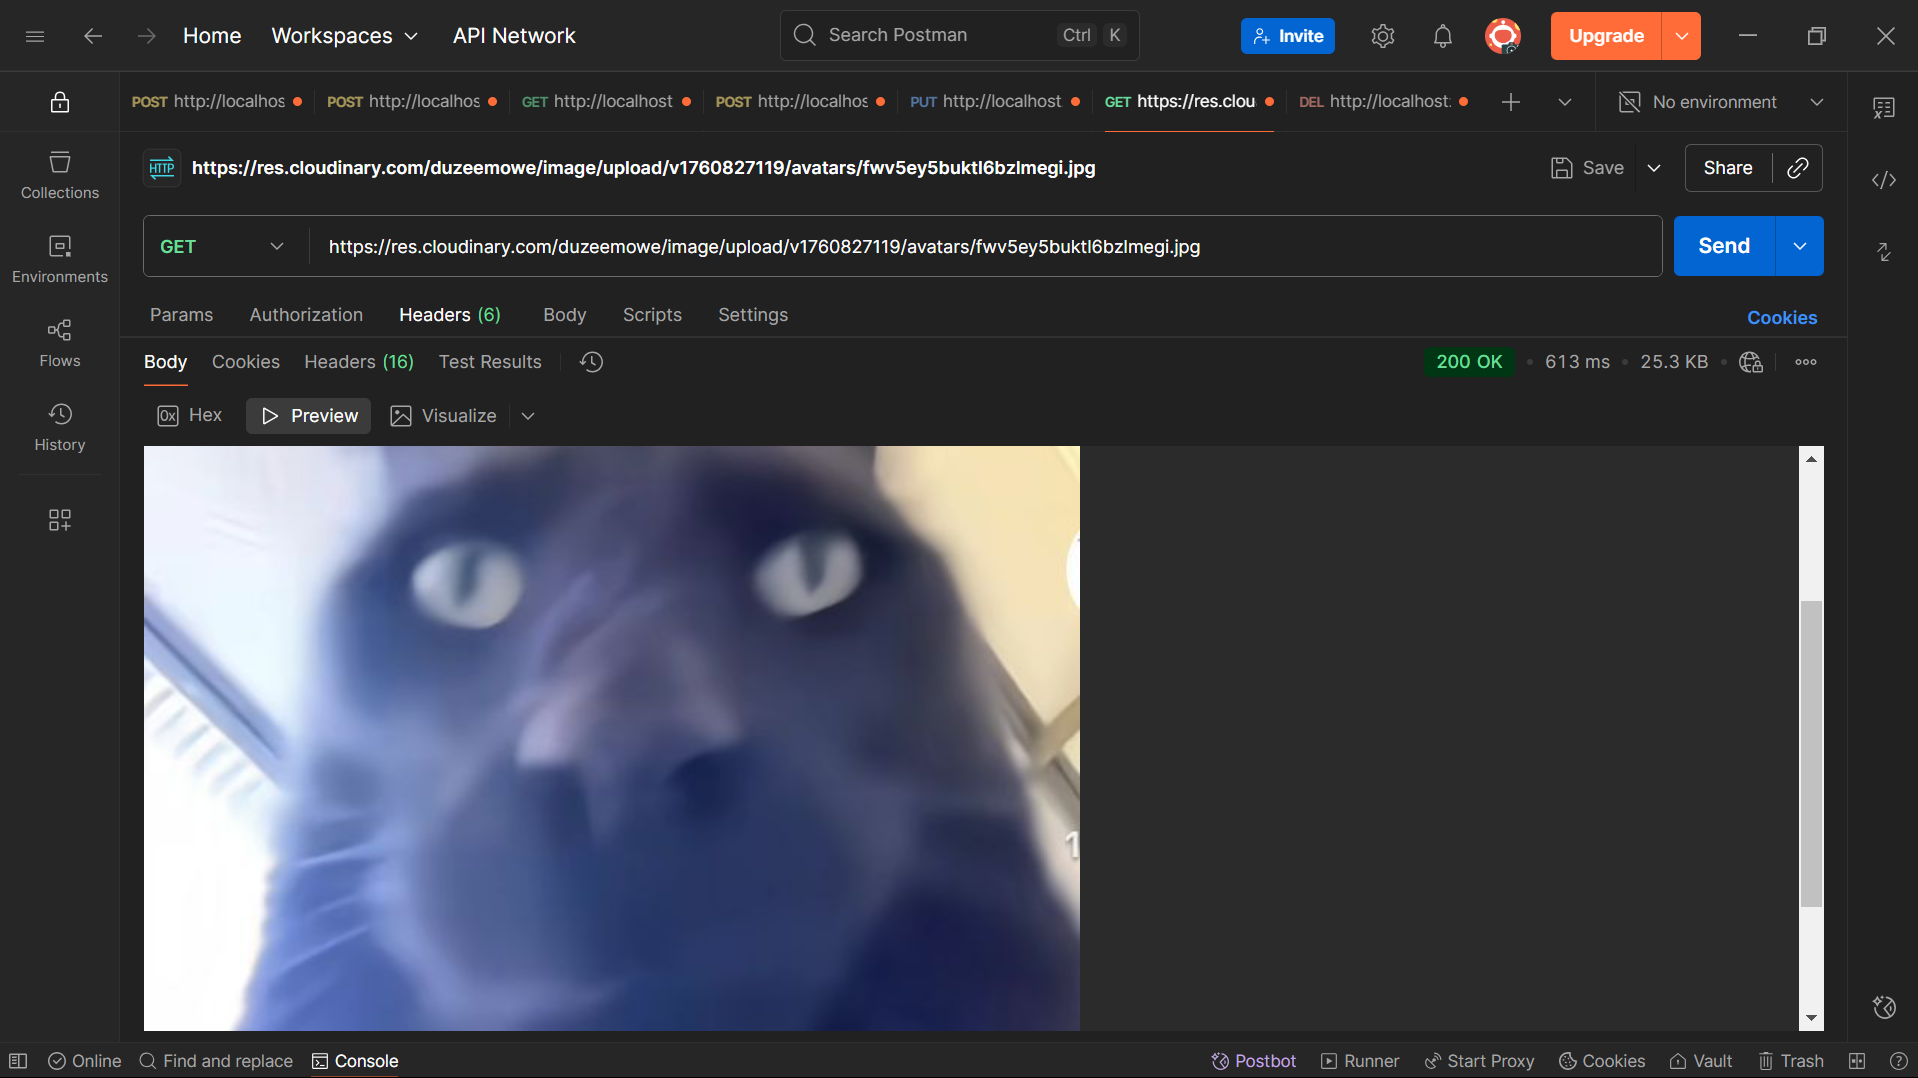 Home
Workspaces
API Network
Search Postman
Ctrl K
Invite
Upgrade
POST http://localhos
POST http://localhos
GET http://localhost
POST http://localhos
PUT http://localhost
GET https://res.clou
DEL http://localhost:
No environment
Collections
Environments
Flows
History
HTTP
https://res.cloudinary.com/duzeemowe/image/upload/v1760827119/avatars/fwv5ey5buktl6bzlmegi.jpg
Save
Share
GET
https://res.cloudinary.com/duzeemowe/image/upload/v1760827119/avatars/fwv5ey5buktl6bzlmegi.jpg
Send
Params
Authorization
Headers (6)
Body
Scripts
Settings
Cookies
Body
Cookies
Headers (16)
Test Results
200 OK
613 ms
25.3 KB
0x Hex
Preview
Visualize
1
Online
Find and replace
Console
Postbot
Runner
Start Proxy
Cookies
Vault
Trash